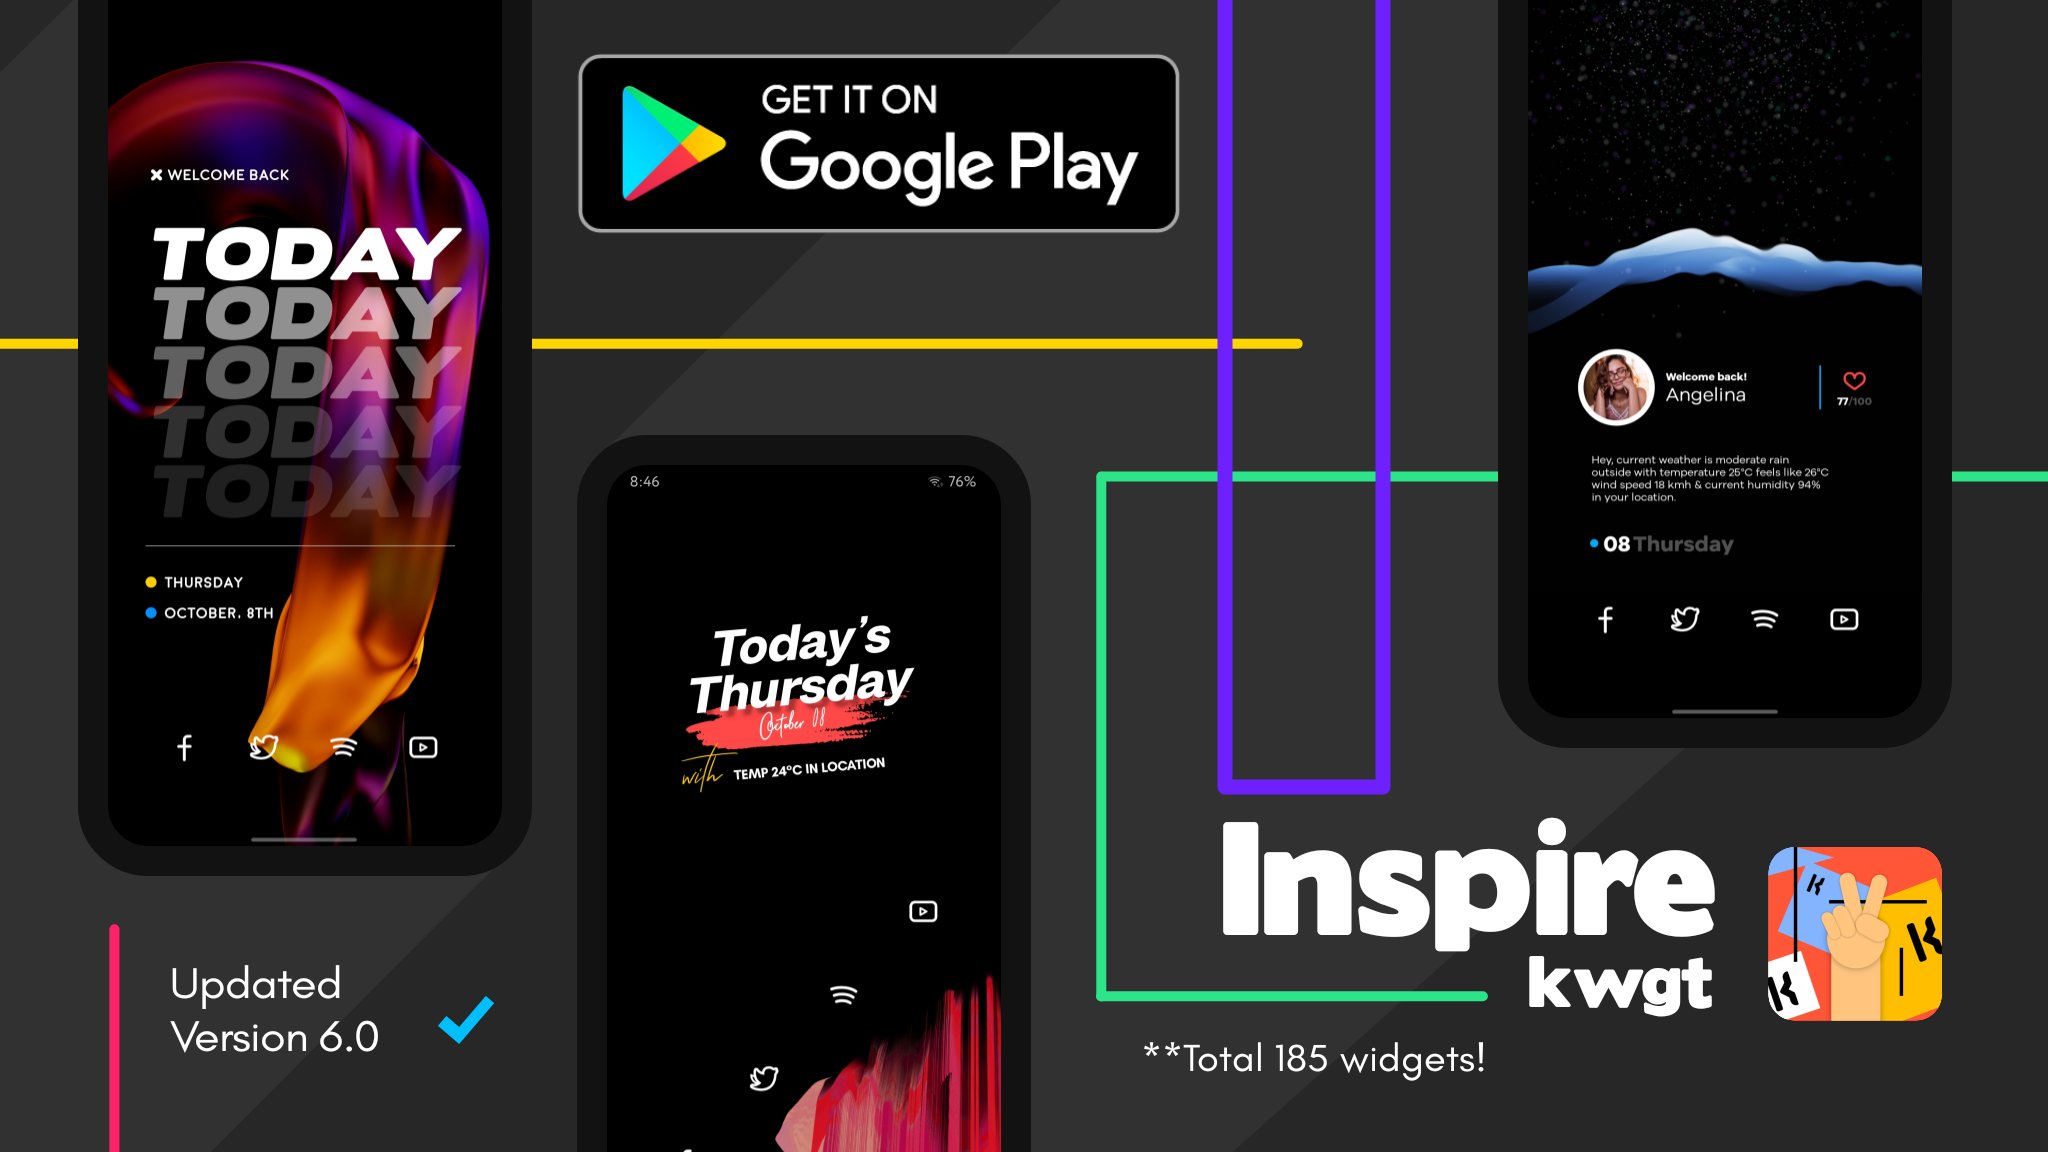 WELCOME BACK
TODAY
TODAY
TODAY
TODAY
TODAY
THURSDAY
OCTOBER. 8TH
Updated
Version 6.0
GET IT ON
Google Play
8:46
76%
Today's
Thursday
October 08
with TEMP 24°C IN LOCATION
Welcome back!
Angelina
77/100
Hey, current weather is moderate rain
outside with temperature 25°C feels like 26°C
wind speed 18 kmh & current humidity 94%
in your location.
08 Thursday
Inspire
kwgt
**Total 185 widgets!